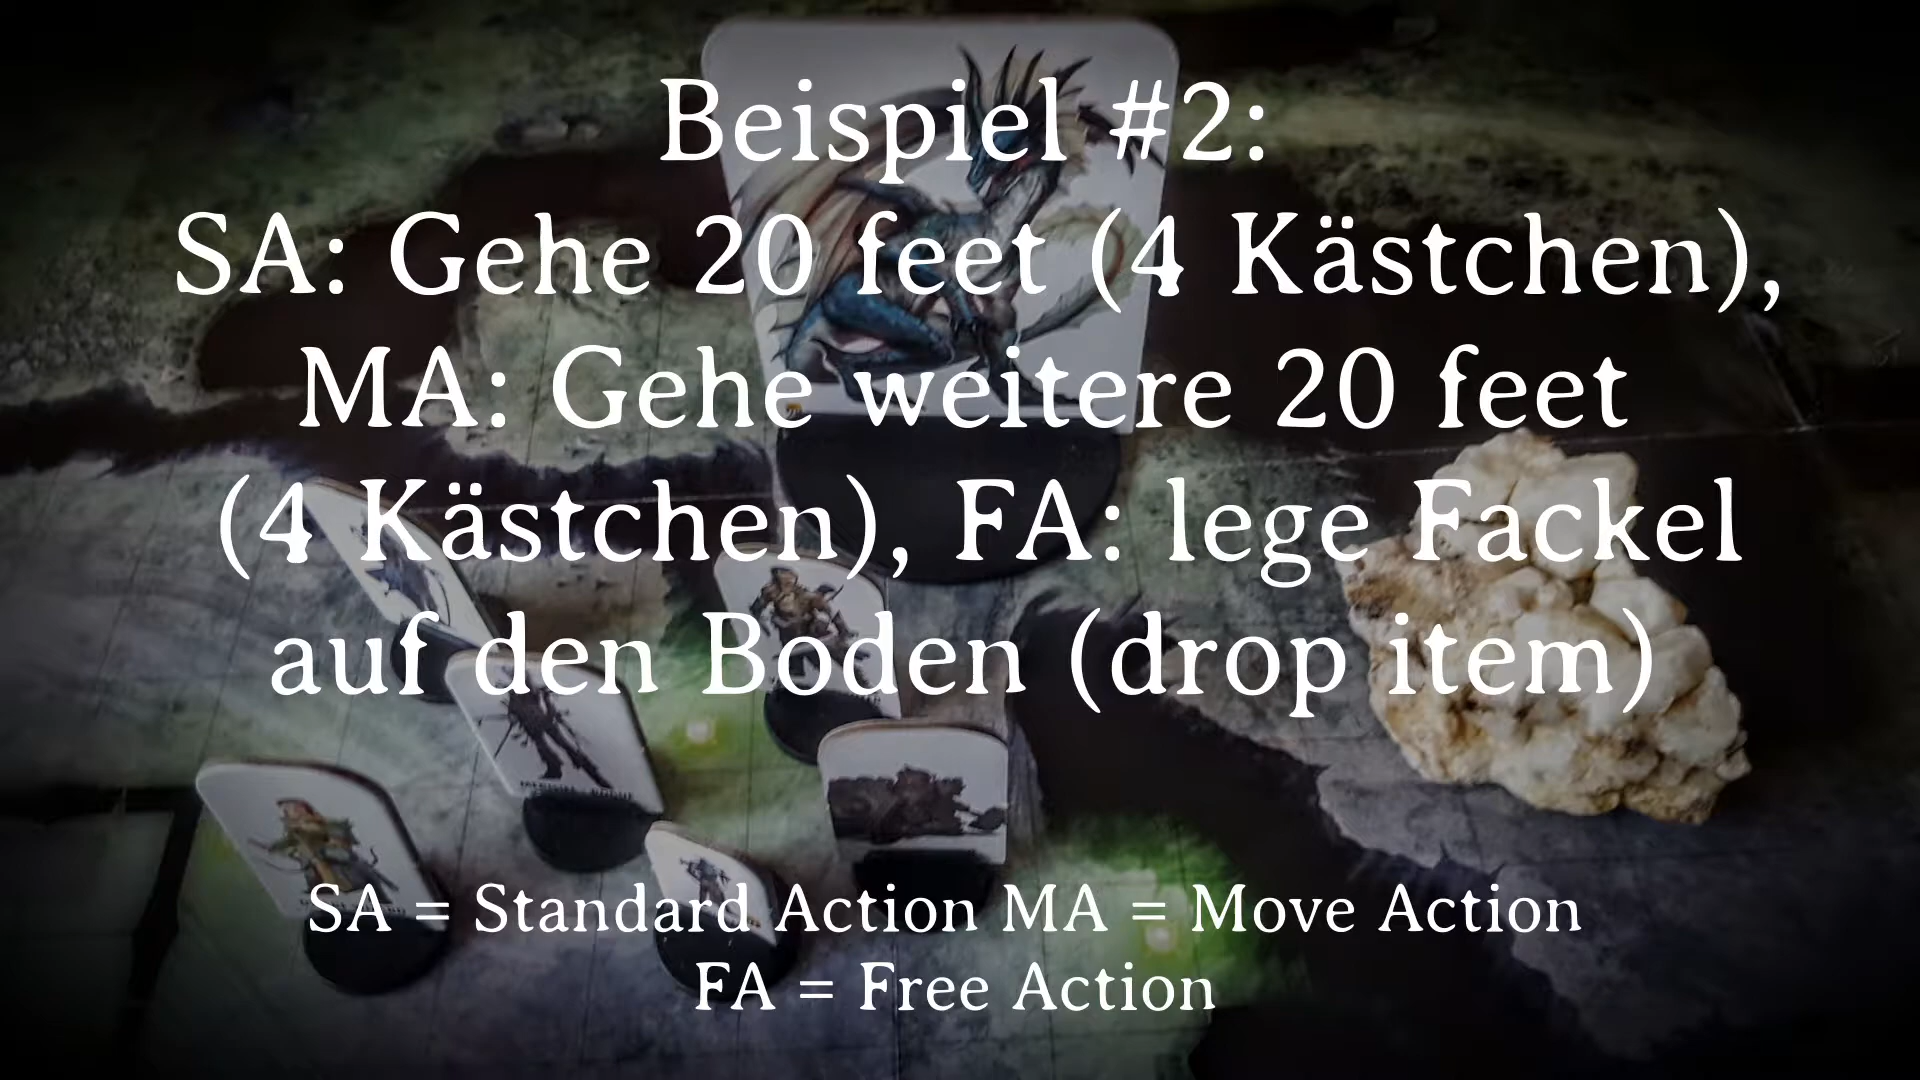 Beispiel #2:
SA: Gehe 20 feet (4 Kästchen),
MA: Gehe weitere 20 feet
(4 Kästchen), FA: lege Fackel
auf den Boden (drop item)
SA = Standard Action MA = Move Action
FA = Free Action